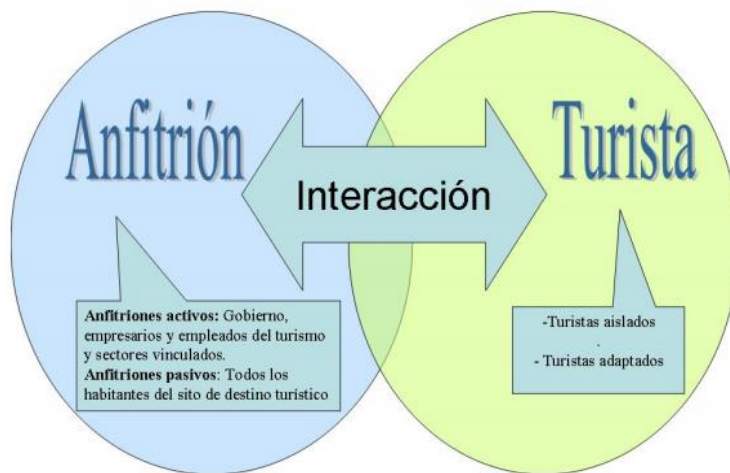 Anfitrión
Turista
Interacción
Anfitriones activos: Gobierno,
empresarios y empleados del turismo
y sectores vinculados.
Anfitriones pasivos: Todos los
habitantes del sito de destino turístico
-Turistas aislados
.
- Turistas adaptados